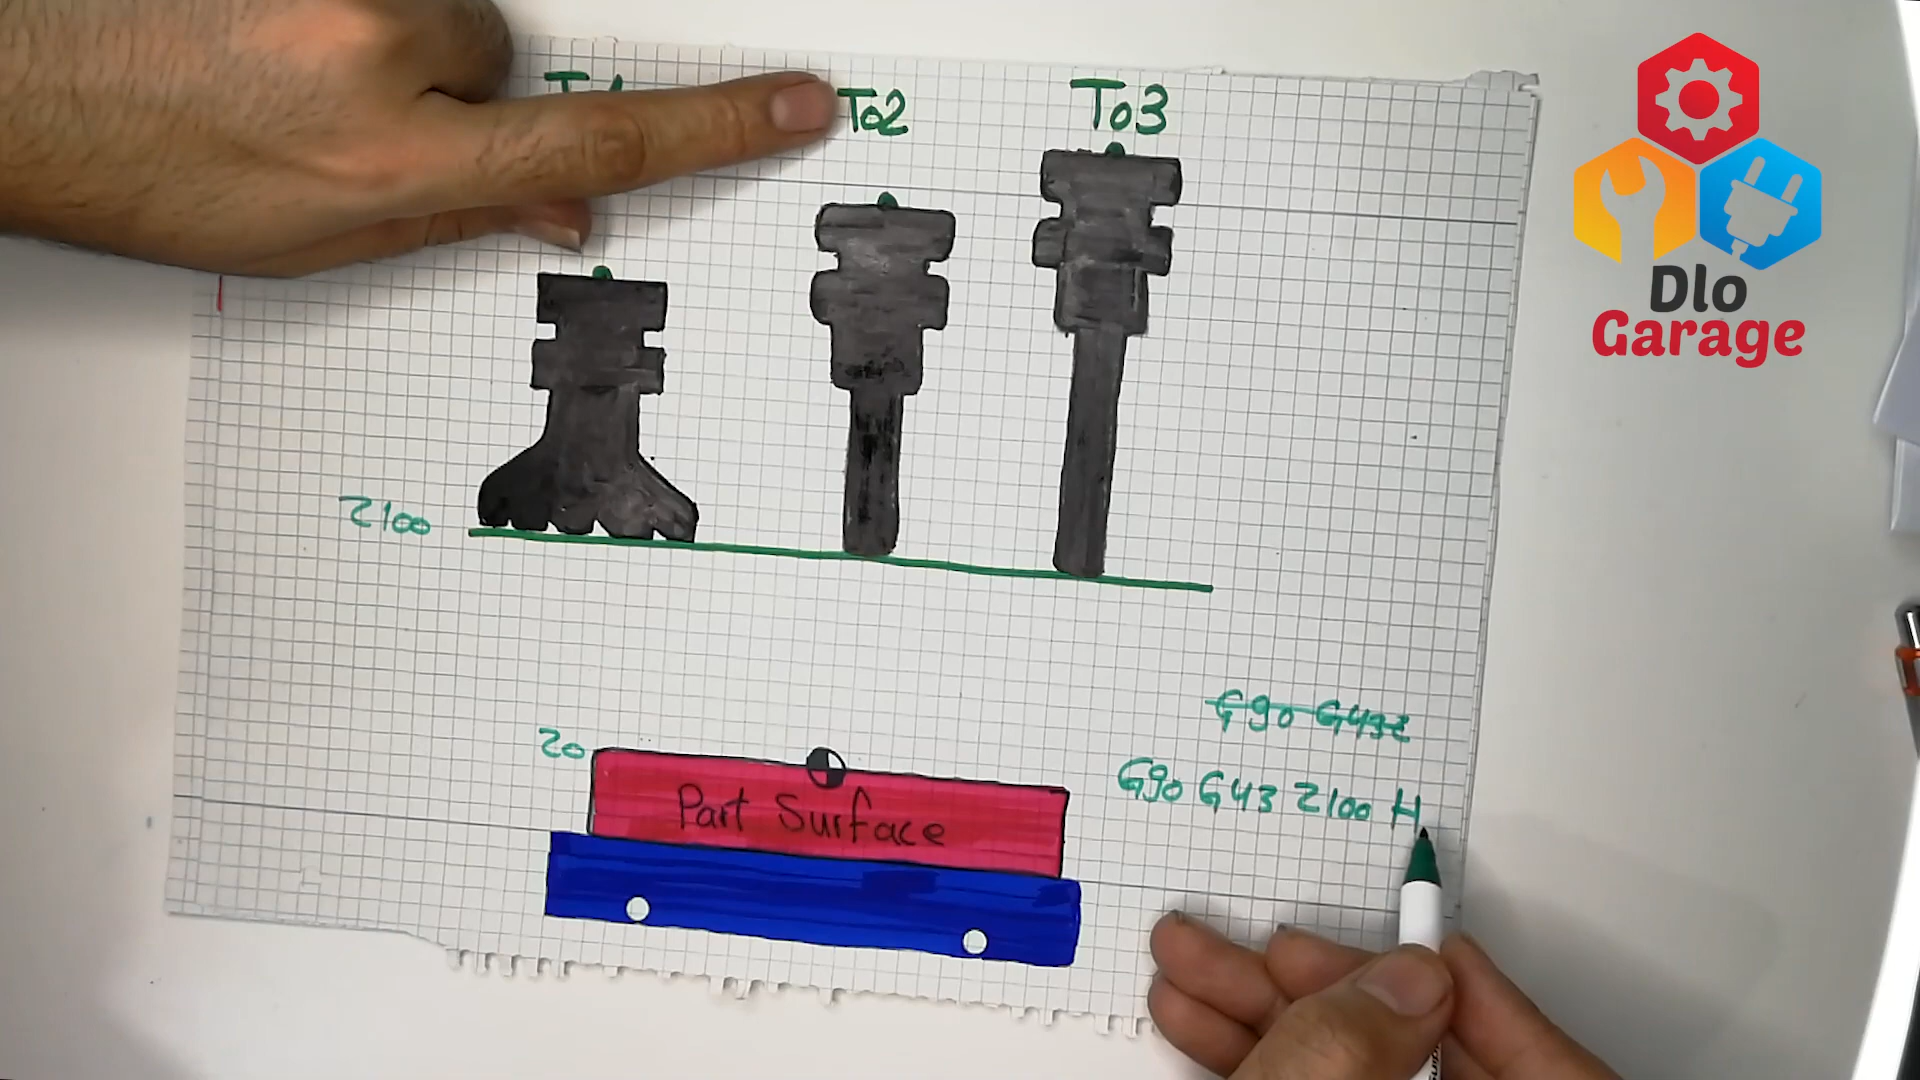 To2
To3
Dlo
Garage
Z100
G90 G43Z
Z0
Part Surface
G90 G43 Z100 H